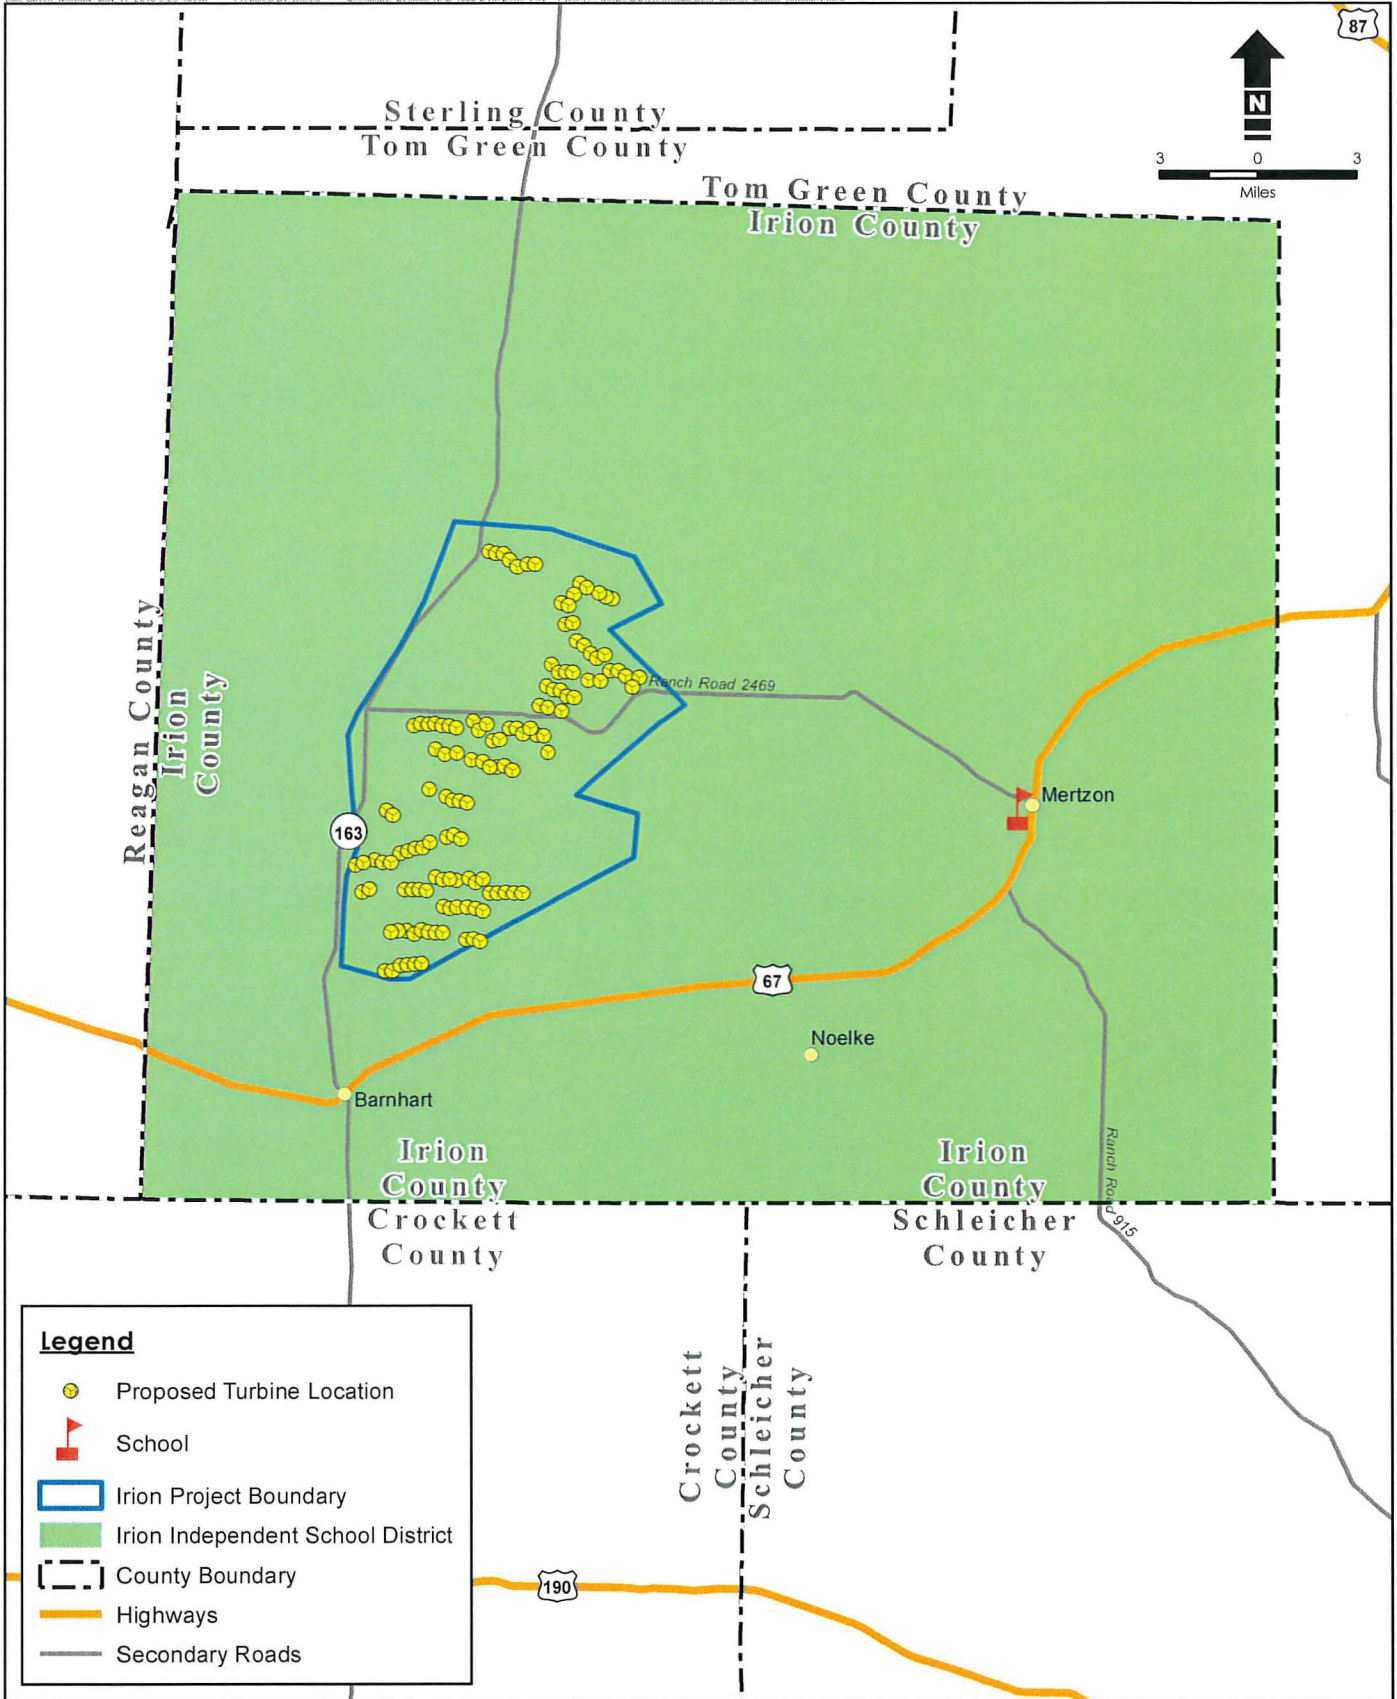 87
Sterling County
Tom Green County
N
3 0 3
Miles
Tom Green County
Irion County
Reagan County
Irion
County
Ranch Road 2469
Mertzon
163
67
Noelke
Barnhart
Irion
County
Irion
County
Ranch Road 915
Crockett
County
Schleicher
County
Legend
Proposed Turbine Location
School
Irion Project Boundary
Irion Independent School District
County Boundary
Highways
Secondary Roads
Crockett
County
Schleicher
County
190